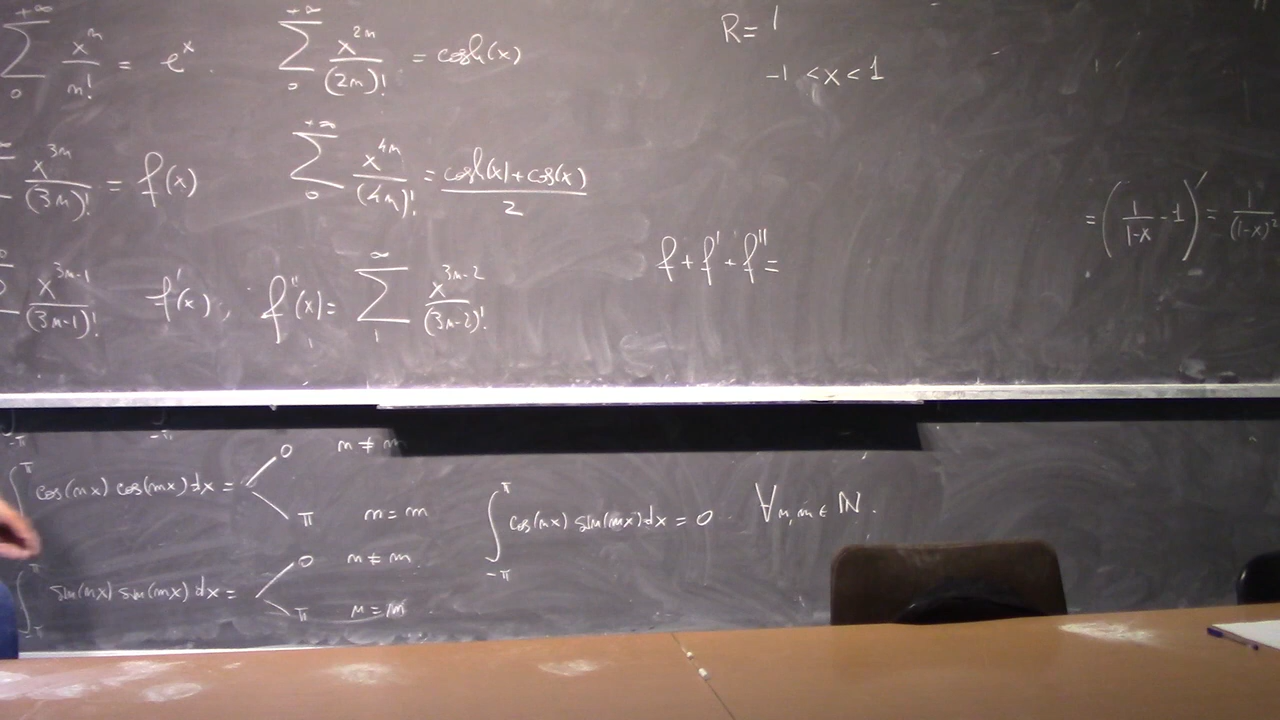 +∞ ∑ 0 x^n / n! = e^x.
+∞ ∑ 0 x^{2n} / (2n)! = cosh(x)
R = 1
-1 < x < 1
x^{3n} / (3n)! = f(x)
+∞ ∑ 0 x^{4n} / (4n)! = (cosh(x) + cos(x)) / 2
= (1/(1-x) - 1)' = 1/(1-x)^2
f + f' + f'' =
x^{3n-1} / (3n-1)! f'(x), f''(x) = ∞ ∑ 1 x^{3n-2} / (3n-2)!
-π -π
∫ π cos(nx) cos(mx) dx = 0 n ≠ m
π n = m
∫ π -π cos(nx) sin(mx) dx = 0 ∀ n, m ∈ ℕ.
∫ π -π sin(nx) sin(mx) dx = 0 n ≠ m
π n = m